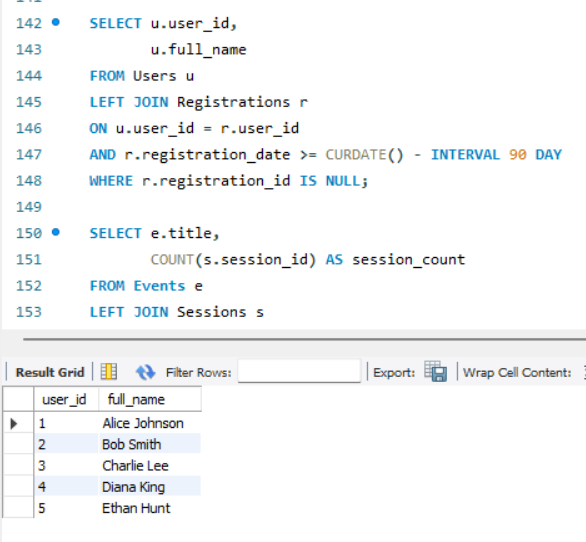 142 SELECT u.user_id,
143 u.full_name
144 FROM Users u
145 LEFT JOIN Registrations r
146 ON u.user_id = r.user_id
147 AND r.registration_date >= CURDATE() - INTERVAL 90 DAY
148 WHERE r.registration_id IS NULL;
149
150 SELECT e.title,
151 COUNT(s.session_id) AS session_count
152 FROM Events e
153 LEFT JOIN Sessions s
Result Grid Filter Rows: Export: Wrap Cell Content:
user_id full_name
1 Alice Johnson
2 Bob Smith
3 Charlie Lee
4 Diana King
5 Ethan Hunt